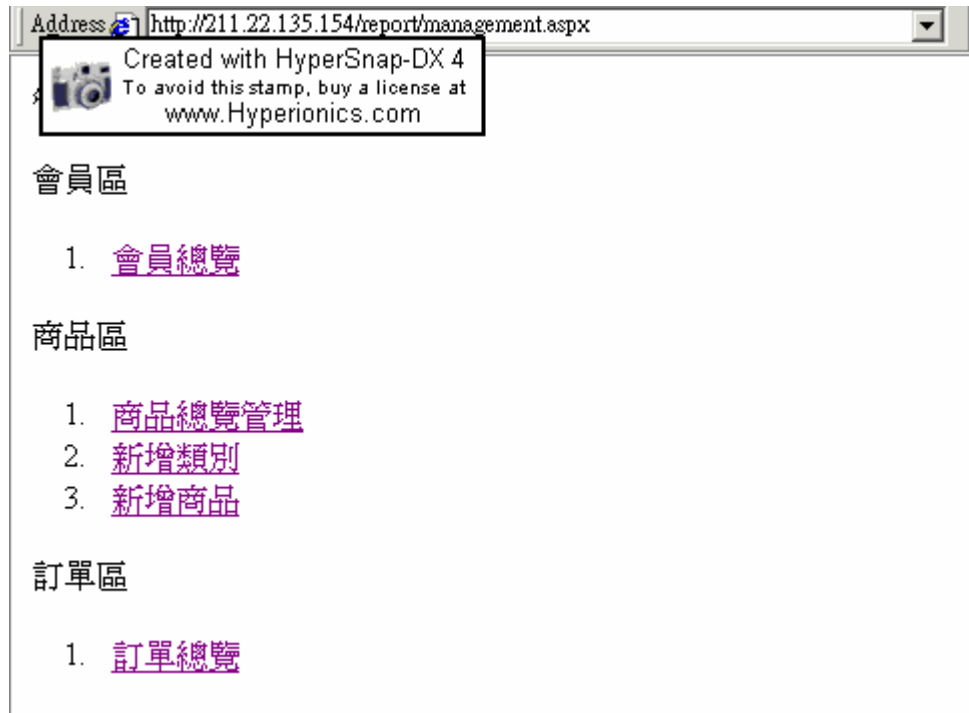 Address http://211.22.135.154/report/management.aspx
Created with HyperSnap-DX 4
To avoid this stamp, buy a license at
www.Hyperionics.com
會員區
1. 會員總覽
商品區
1. 商品總覽管理
2. 新增類別
3. 新增商品
訂單區
1. 訂單總覽